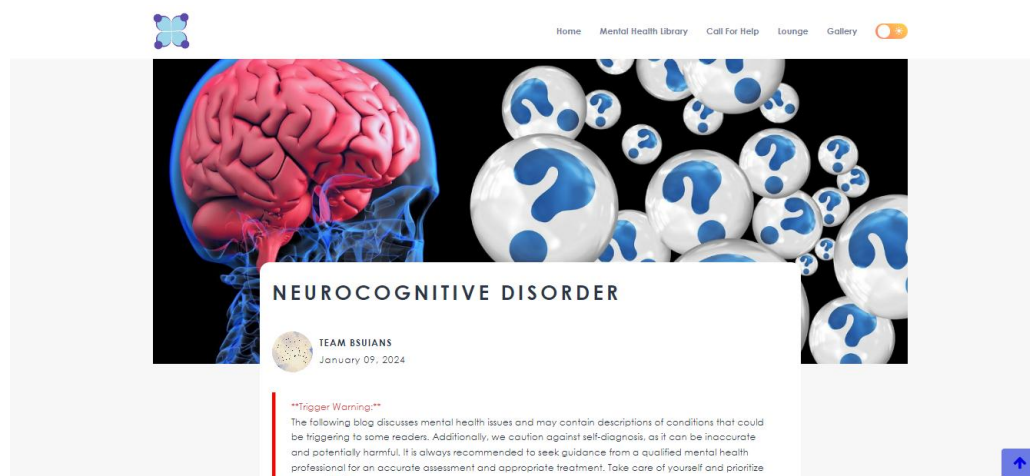 Home Mental Health Library Call For Help Lounge Gallery
NEUROCOGNITIVE DISORDER
TEAM BSUIANS
January 09, 2024
**Trigger Warning:**
The following blog discusses mental health issues and may contain descriptions of conditions that could
be triggering to some readers. Additionally, we caution against self-diagnosis, as it can be inaccurate
and potentially harmful. It is always recommended to seek guidance from a qualified mental health
professional for an accurate assessment and appropriate treatment. Take care of yourself and prioritize